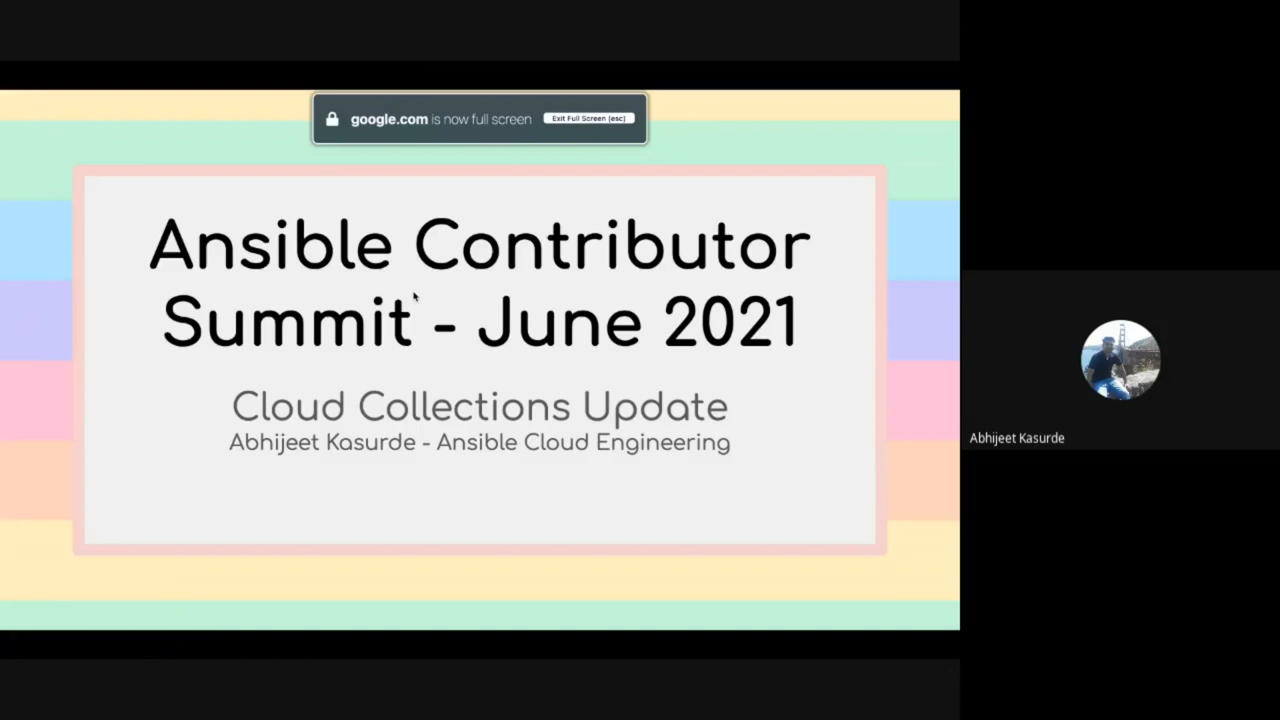 google.com is now full screen Exit Full Screen (esc)
Ansible Contributor
Summit - June 2021
Cloud Collections Update
Abhijeet Kasurde - Ansible Cloud Engineering
Abhijeet Kasurde